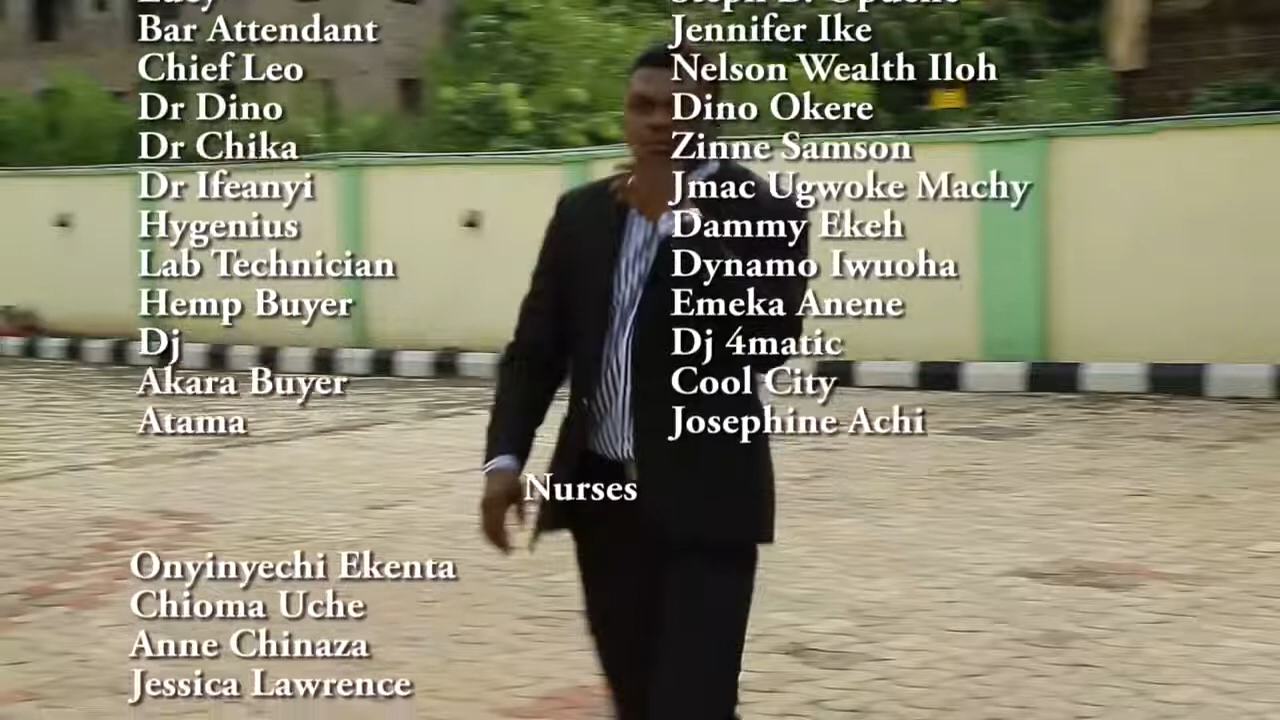 Bar Attendant Jennifer Ike
Chief Leo Nelson Wealth Iloh
Dr Dino Dino Okere
Dr Chika Zinne Samson
Dr Ifeanyi Jmac Ugwoke Machy
Hygenius Dammy Ekeh
Lab Technician Dynamo Iwuoha
Hemp Buyer Emeka Anene
Dj Dj 4matic
Akara Buyer Cool City
Atama Josephine Achi
Nurses
Onyinyechi Ekenta
Chioma Uche
Anne Chinaza
Jessica Lawrence